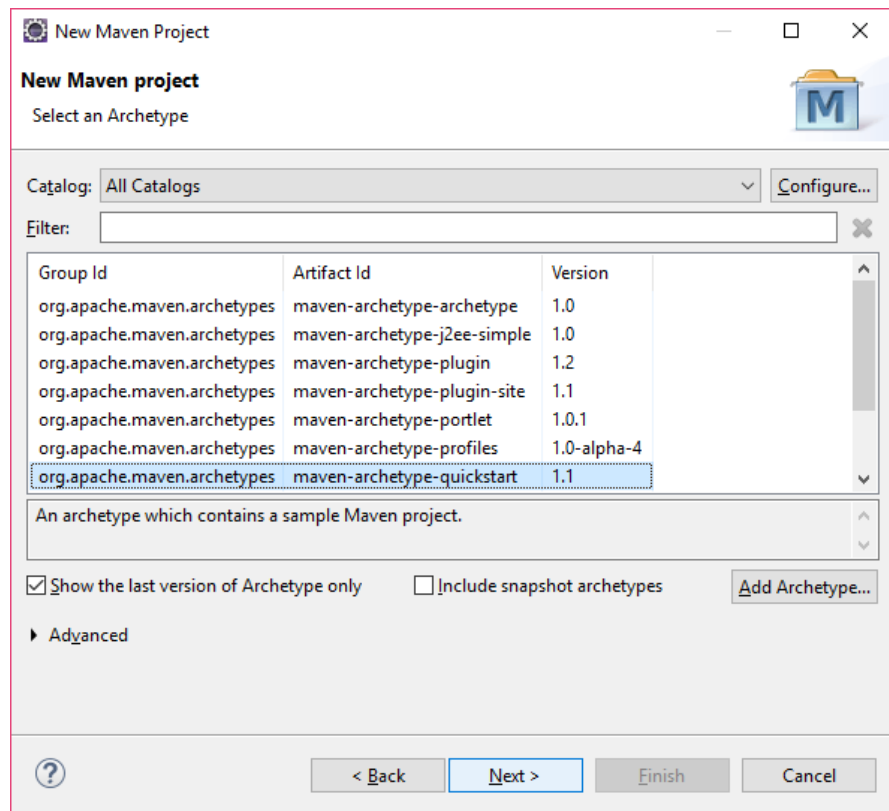 New Maven Project
New Maven project
Select an Archetype
M
Catalog: All Catalogs Configure...
Filter:
Group Id Artifact Id Version
org.apache.maven.archetypes maven-archetype-archetype 1.0
org.apache.maven.archetypes maven-archetype-j2ee-simple 1.0
org.apache.maven.archetypes maven-archetype-plugin 1.2
org.apache.maven.archetypes maven-archetype-plugin-site 1.1
org.apache.maven.archetypes maven-archetype-portlet 1.0.1
org.apache.maven.archetypes maven-archetype-profiles 1.0-alpha-4
org.apache.maven.archetypes maven-archetype-quickstart 1.1
An archetype which contains a sample Maven project.
Show the last version of Archetype only Include snapshot archetypes Add Archetype...
Advanced
? < Back Next > Finish Cancel